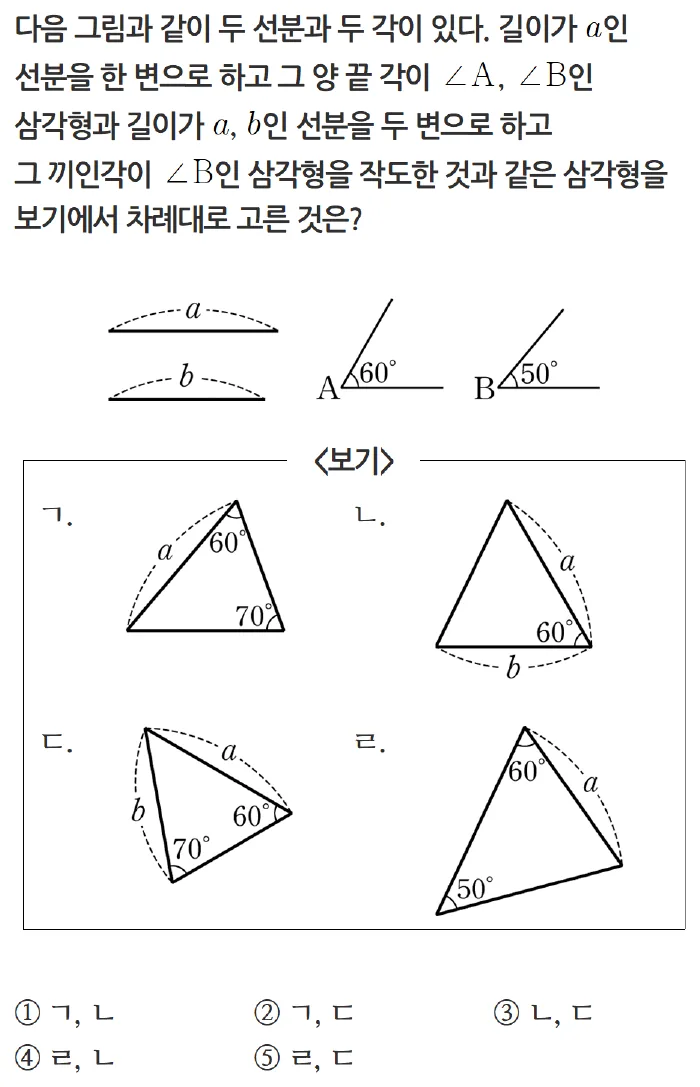 다음 그림과 같이 두 선분과 두 각이 있다. 길이가 a인
선분을 한 변으로 하고 그 양 끝 각이 ∠A, ∠B인
삼각형과 길이가 a, b인 선분을 두 변으로 하고
그 끼인각이 ∠B인 삼각형을 작도한 것과 같은 삼각형을
보기에서 차례대로 고른 것은?
a
b
A 60°
B 50°
<보기>
ㄱ.
a
60°
70°
ㄴ.
a
60°
b
ㄷ.
a
b
60°
70°
ㄹ.
60°
a
50°
① ㄱ, ㄴ ② ㄱ, ㄷ ③ ㄴ, ㄷ
④ ㄹ, ㄴ ⑤ ㄹ, ㄷ